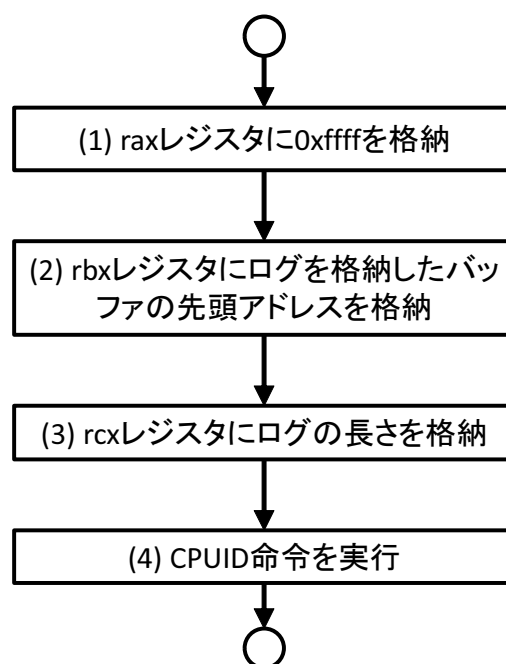 (1) raxレジスタに0xffffを格納
(2) rbxレジスタにログを格納したバッ
ファの先頭アドレスを格納
(3) rcxレジスタにログの長さを格納
(4) CPUID命令を実行